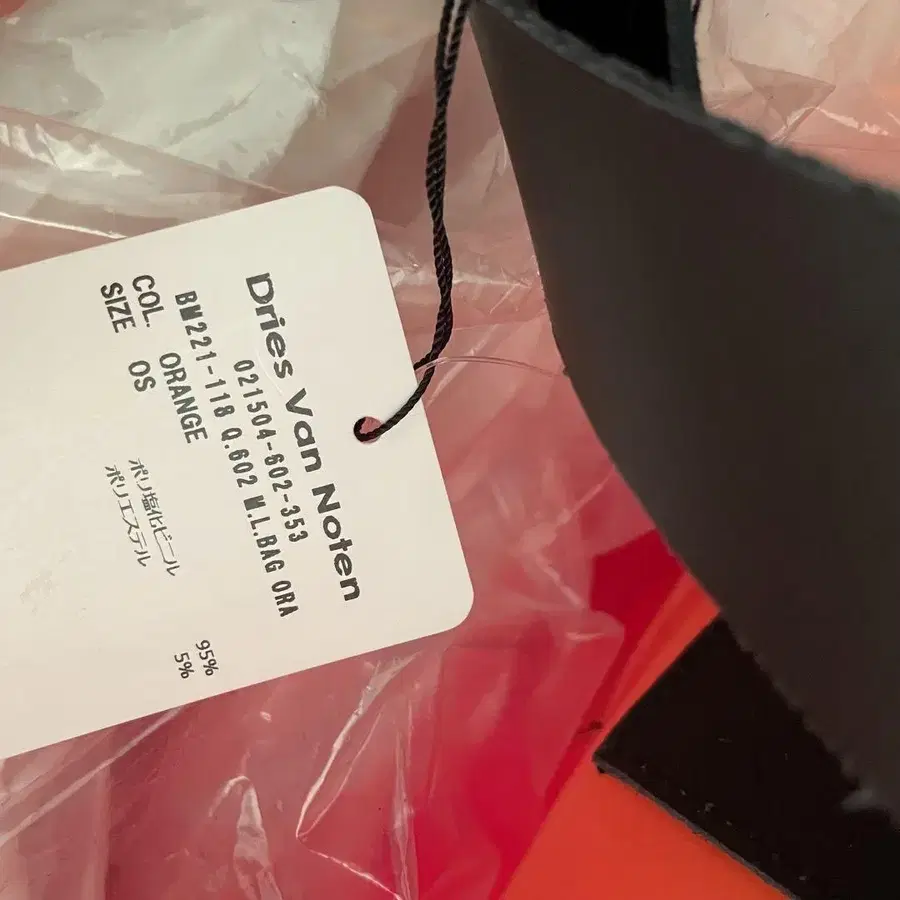 Dries Van Noten
021504-602-353
BM221-118 Q.602 M.L.BAG ORA
COL. ORANGE
SIZE OS
ポリ塩化ビニル 95%
ポリエステル 5%